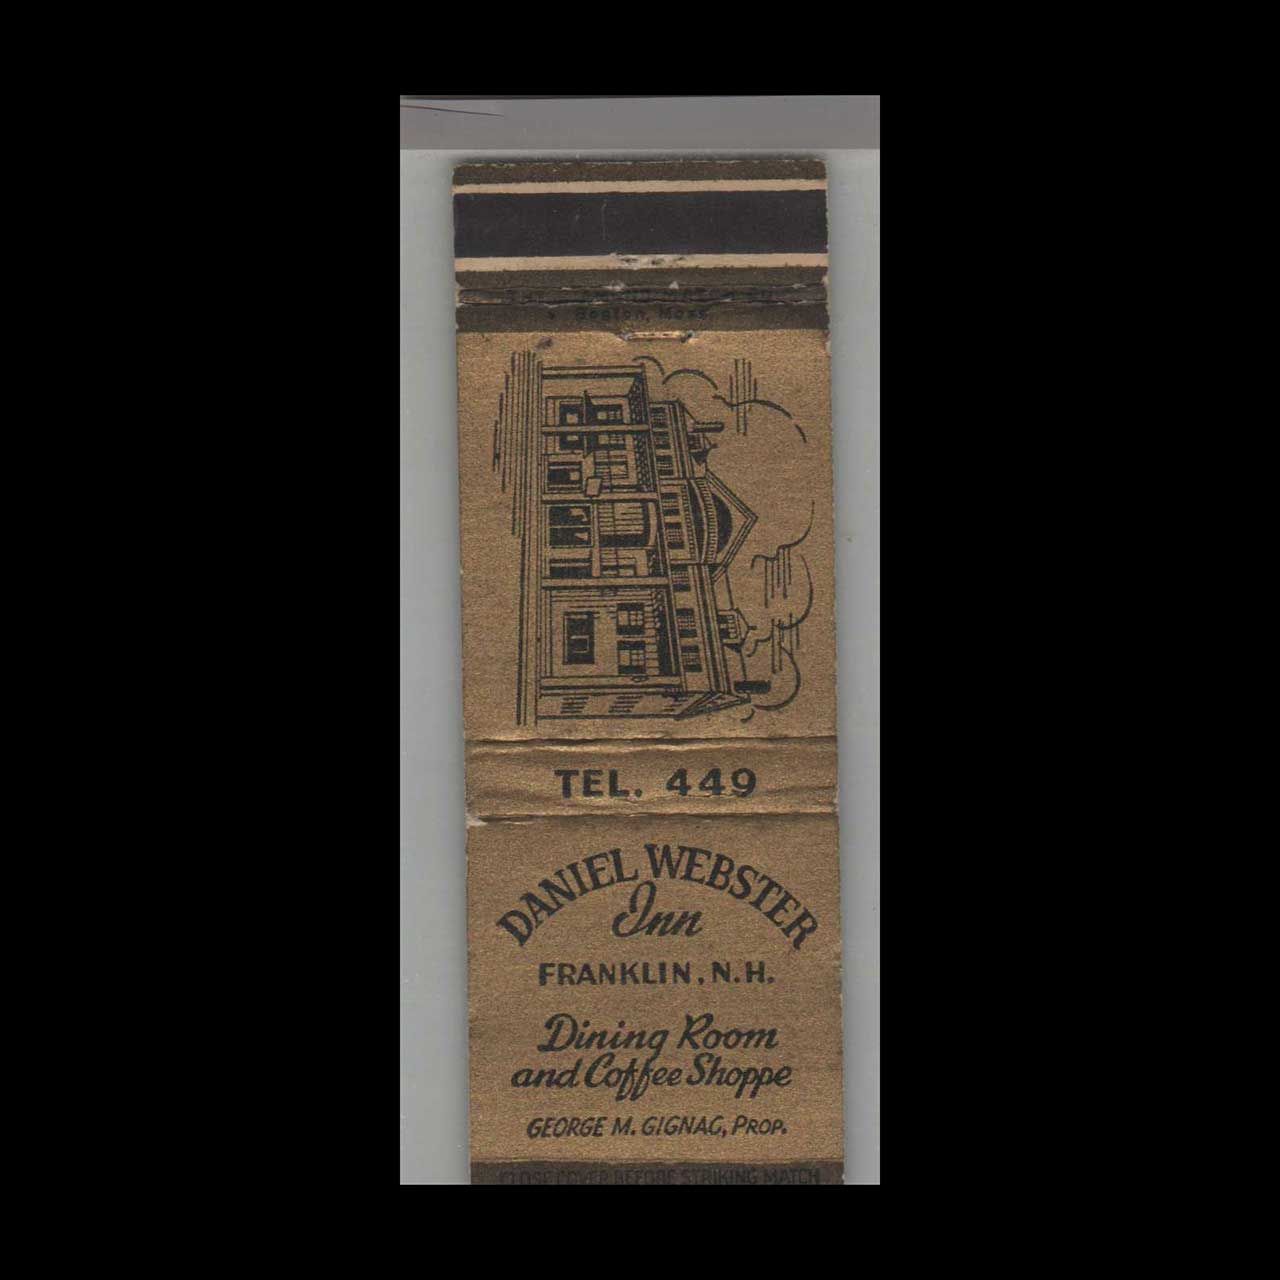 Boston, Mass.
TEL. 449
DANIEL WEBSTER
Inn
FRANKLIN, N.H.
Dining Room
and Coffee Shoppe
GEORGE M. GIGNAC, PROP.
CLOSE COVER BEFORE STRIKING MATCH